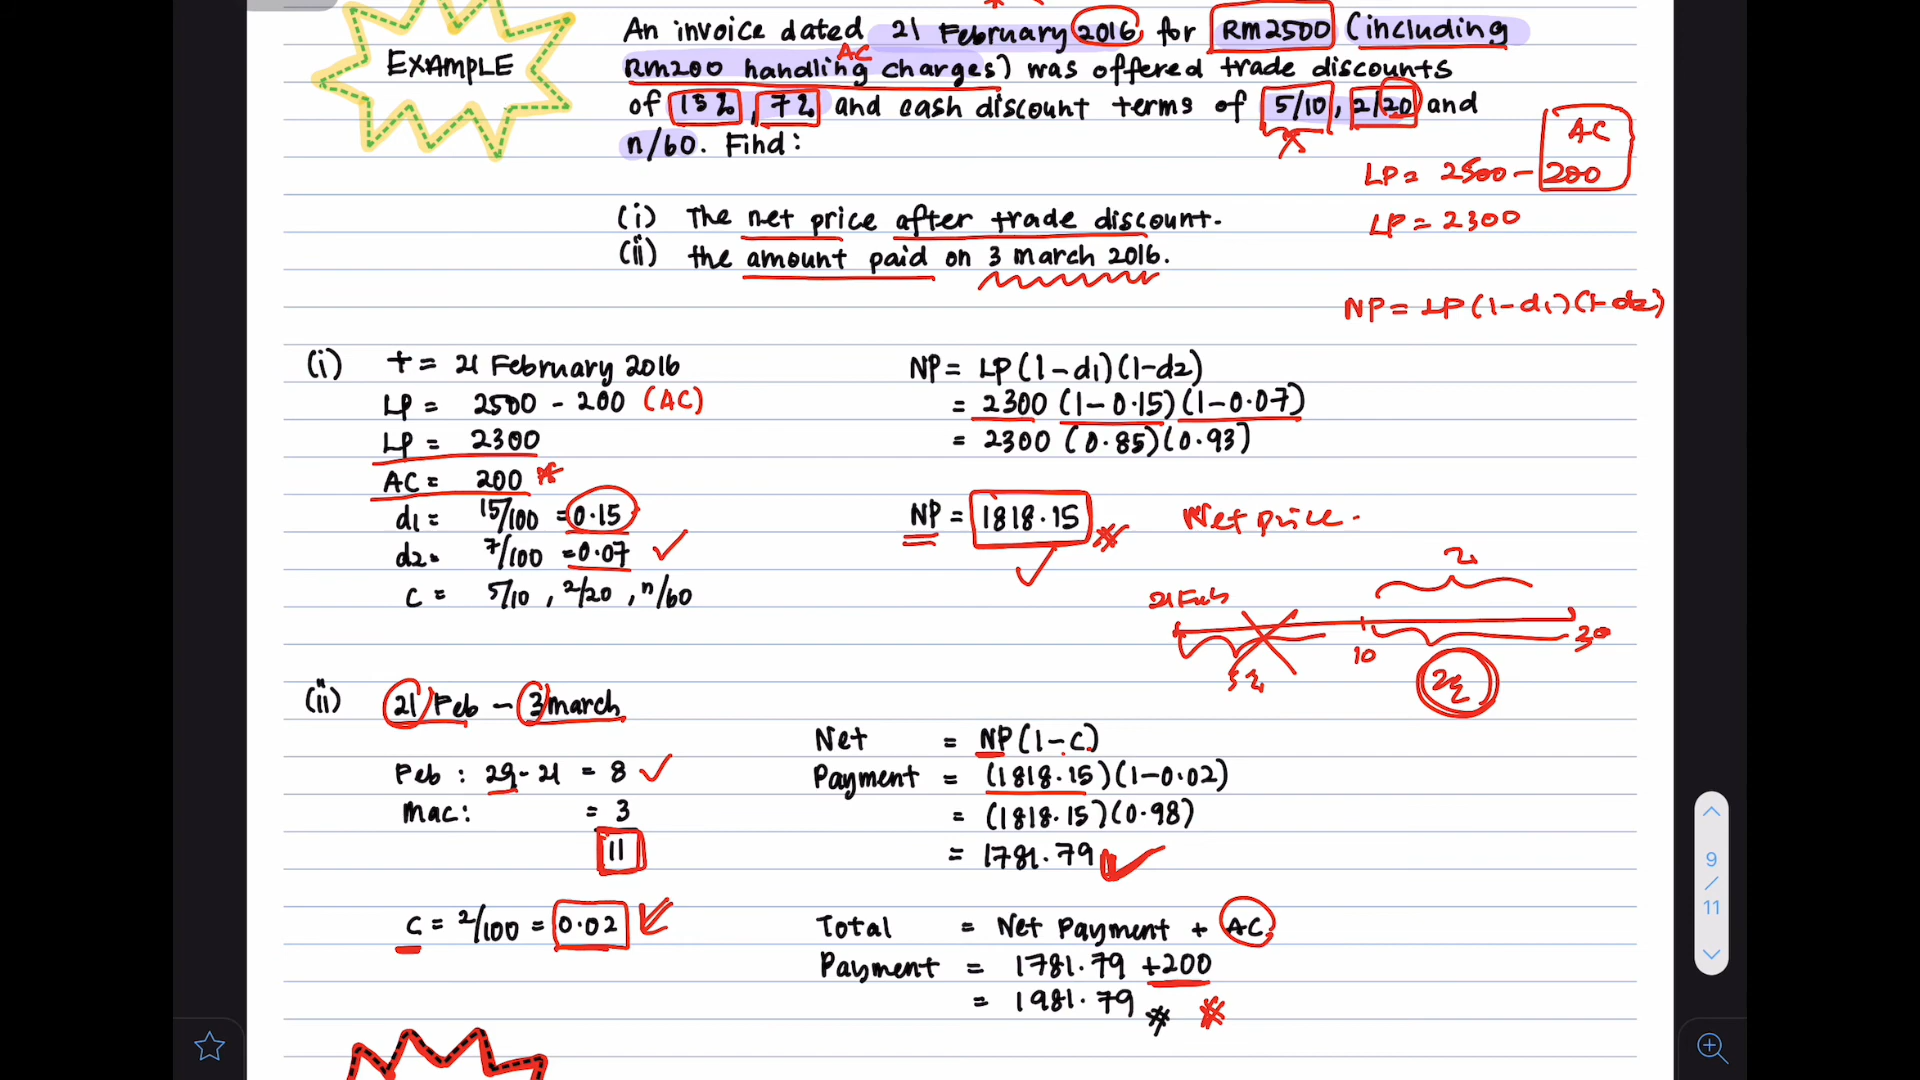 EXAMPLE
An invoice dated 21 February 2016 for RM2500 (including
AC
RM200 handling charges) was offered trade discounts
of 15%, 7% and cash discount terms of 5/10, 2/20 and
n/60. Find:
AC
LP = 2500 - 200
LP = 2300
(i) The net price after trade discount.
(ii) the amount paid on 3 march 2016.
NP = LP(1-d1)(1-d2)
(i) t = 21 February 2016
LP = 2500 - 200 (AC)
LP = 2300
AC = 200 *
d1 = 15/100 = 0.15
d2 = 7/100 = 0.07
C = 5/10, 2/20, n/60
NP = LP(1-d1)(1-d2)
= 2300 (1-0.15)(1-0.07)
= 2300 (0.85)(0.93)
NP = 1818.15
Net price.
2
21 Feb
10
30
5%
2%
(ii) 21 Feb - 3 march
Feb : 29-21 = 8
Mac: = 3
11
C = 2/100 = 0.02
Net = NP(1-C)
Payment = (1818.15)(1-0.02)
= (1818.15)(0.98)
= 1781.79
Total = Net Payment + AC
Payment = 1781.79 +200
= 1981.79
9
/
11